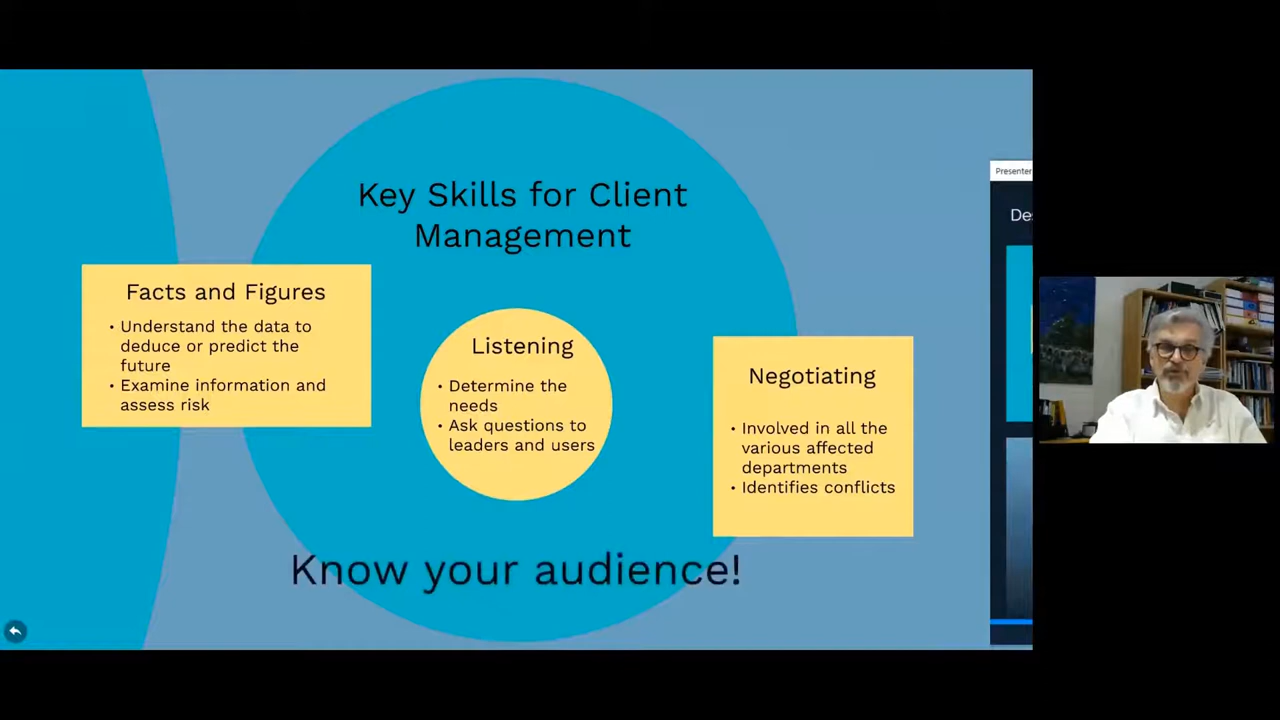 Key Skills for Client
Management
Facts and Figures
• Understand the data to
deduce or predict the
future
• Examine information and
assess risk
Listening
• Determine the
needs
• Ask questions to
leaders and users
Negotiating
• Involved in all the
various affected
departments
• Identifies conflicts
Know your audience!
Presenter